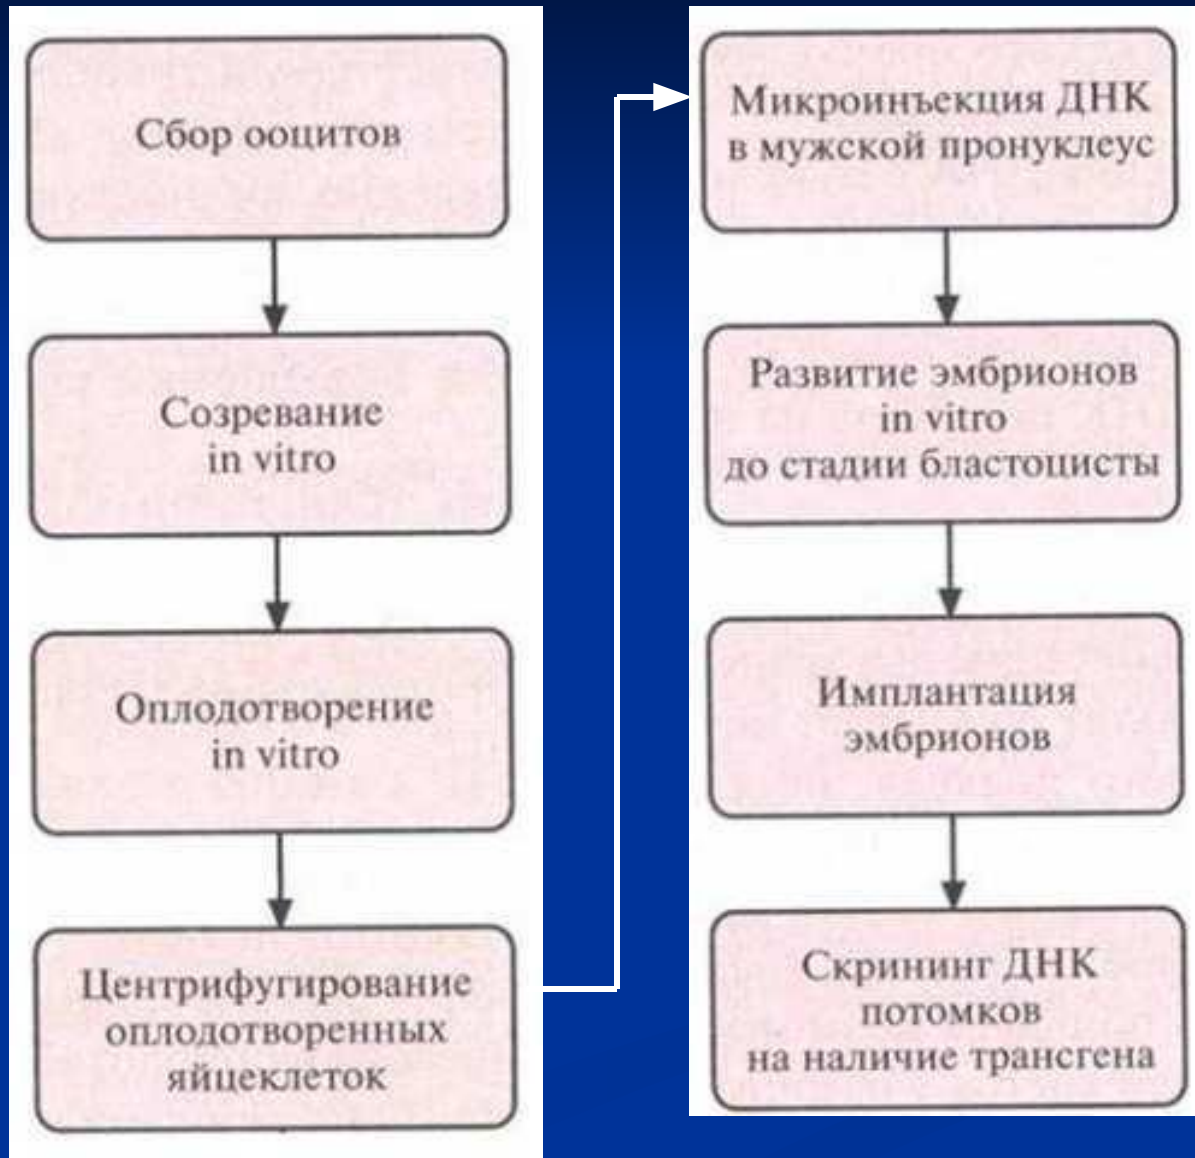 Сбор ооцитов
Созревание
in vitro
Оплодотворение
in vitro
Центрифугирование
оплодотворенных
яйцеклеток
Микроинъекция ДНК
в мужской пронуклеус
Развитие эмбрионов
in vitro
до стадии бластоцисты
Имплантация
эмбрионов
Скрининг ДНК
потомков
на наличие трансгена